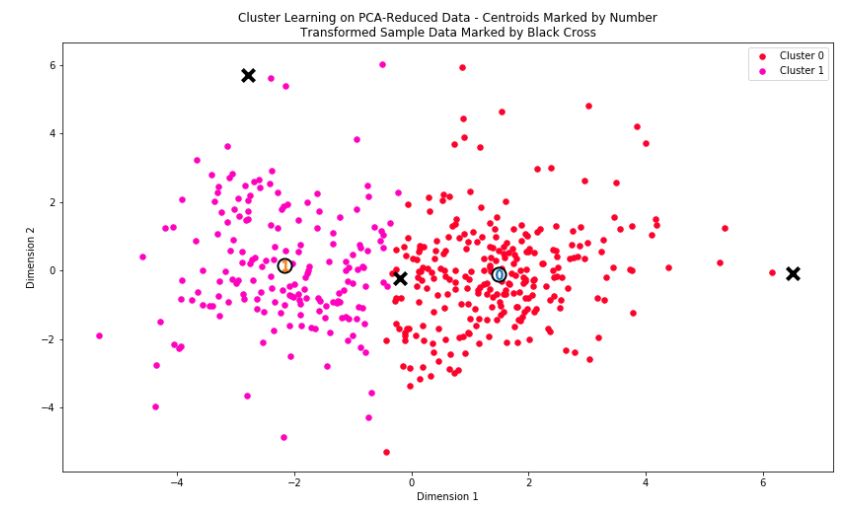 Cluster Learning on PCA-Reduced Data - Centroids Marked by Number
Transformed Sample Data Marked by Black Cross
Cluster 0
Cluster 1
6
4
2
0
−2
−4
Dimension 2
1
0
−4
−2
0
2
4
6
Dimension 1